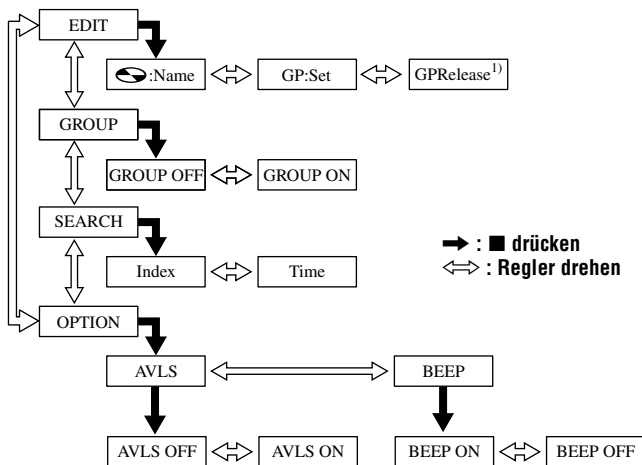 EDIT
:Name
GP:Set
GPRelease1)
GROUP
GROUP OFF
GROUP ON
SEARCH
: ■ drücken
Index
Time
: Regler drehen
OPTION
AVLS
BEEP
AVLS OFF
AVLS ON
BEEP ON
BEEP OFF